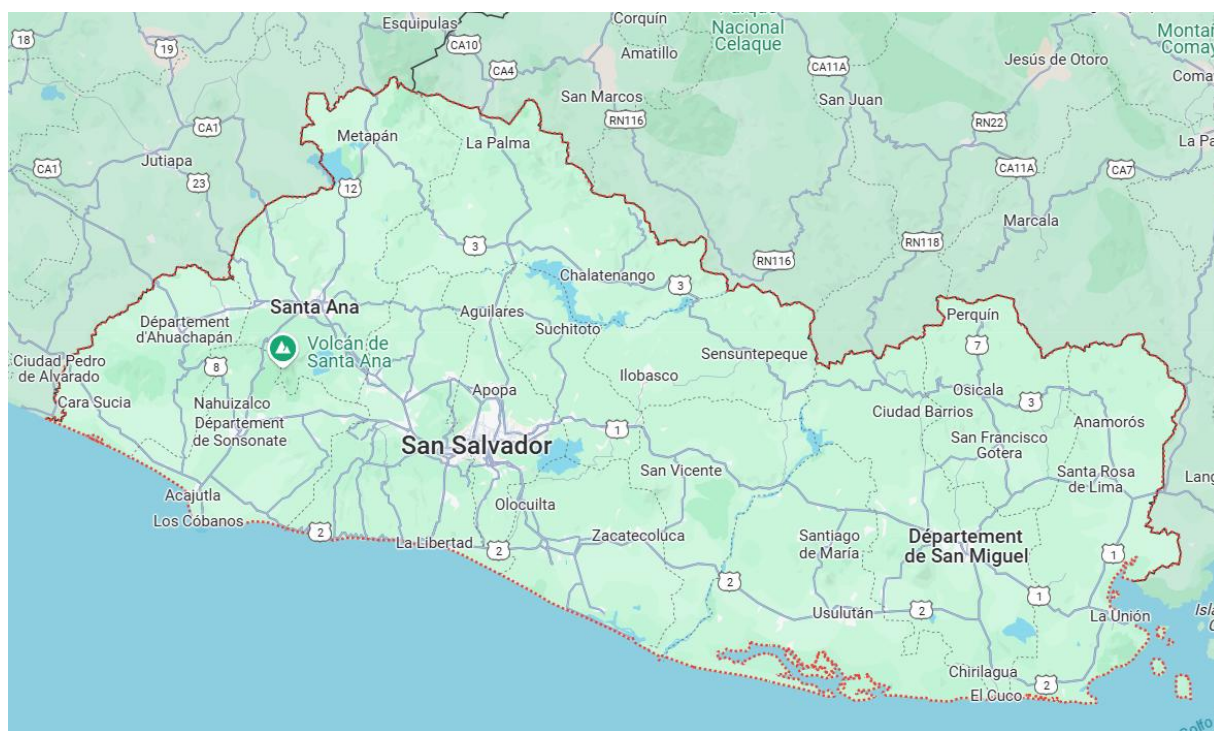 Esquipulas
Corquín
Nacional
Celaque
18
19
CA10
Amatillo
CA4
CA11A
Jesús de Otoro
San Marcos
San Juan
RN116
RN22
CA1
Metapán
La Palma
Jutiapa
CA1
23
12
CA11A
CA7
Marcala
3
RN118
RN116
Chalatenango
3
Santa Ana
Aguilares
Suchitoto
Perquín
Département
d'Ahuachapán
Volcán de
Santa Ana
7
Sensuntepeque
Ciudad Pedro
de Alvarado
8
Ilobasco
Apopa
Osicala
3
Cara Sucia
Nahuizalco
Département
de Sonsonate
Ciudad Barrios
Anamorós
San Salvador
1
San Francisco
Gotera
San Vicente
Santa Rosa
de Lima
Acajutla
Los Cóbanos
Olocuilta
2
La Libertad
2
Zacatecoluca
Santiago
de María
Département
de San Miguel
1
2
Usulután
2
1
La Unión
Chirilagua
El Cuco
2